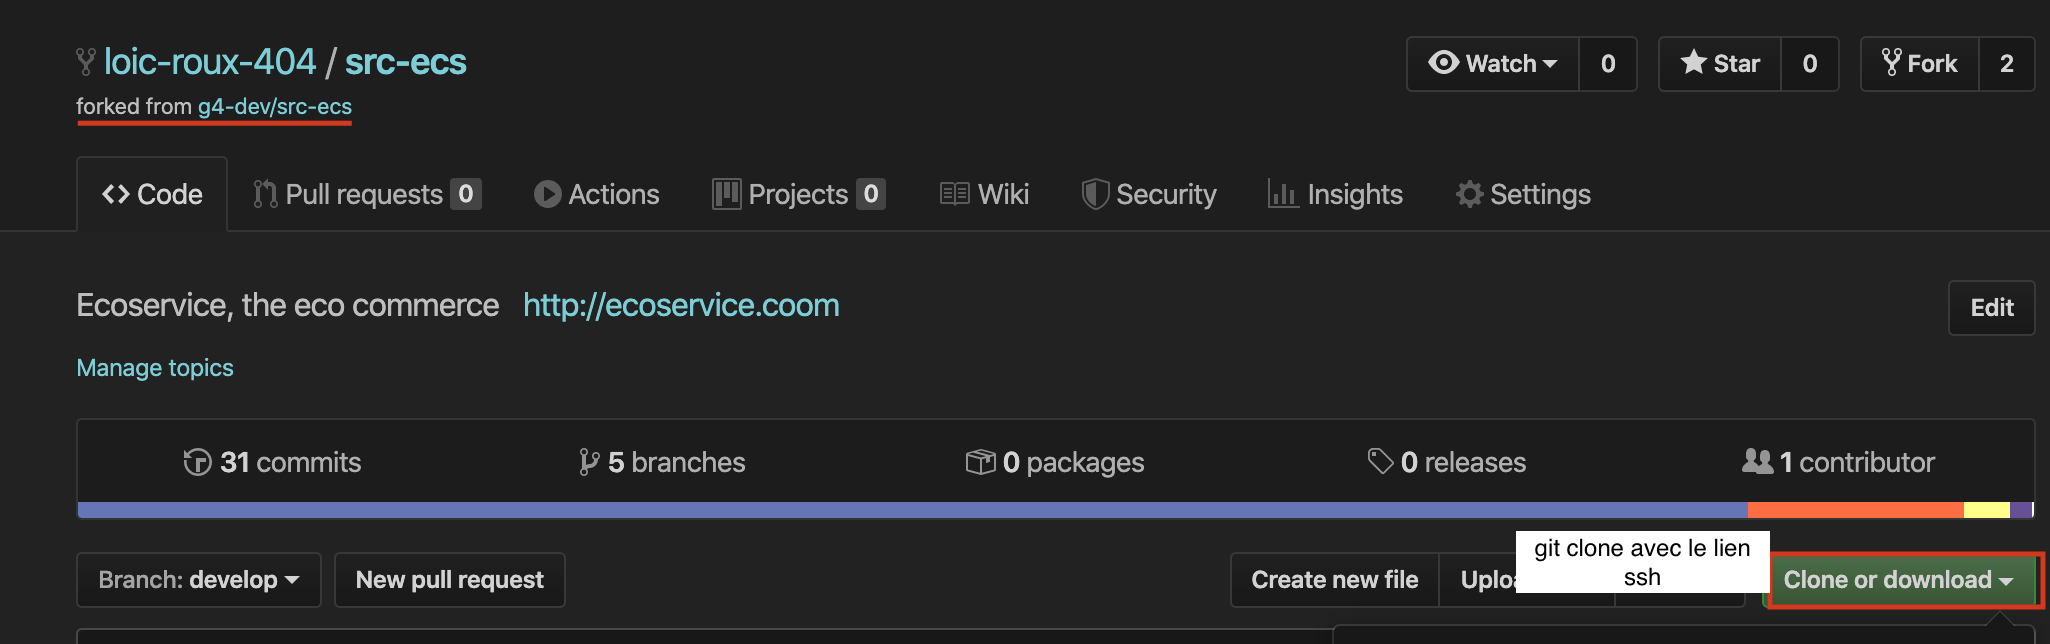 loic-roux-404 / src-ecs
Watch 0
Star 0
Fork 2
forked from g4-dev/src-ecs
Code
Pull requests 0
Actions
Projects 0
Wiki
Security
Insights
Settings
Ecoservice, the eco commerce http://ecoservice.coom
Edit
Manage topics
31 commits
5 branches
0 packages
0 releases
1 contributor
Branch: develop
New pull request
Create new file
git clone avec le lien
ssh
Clone or download